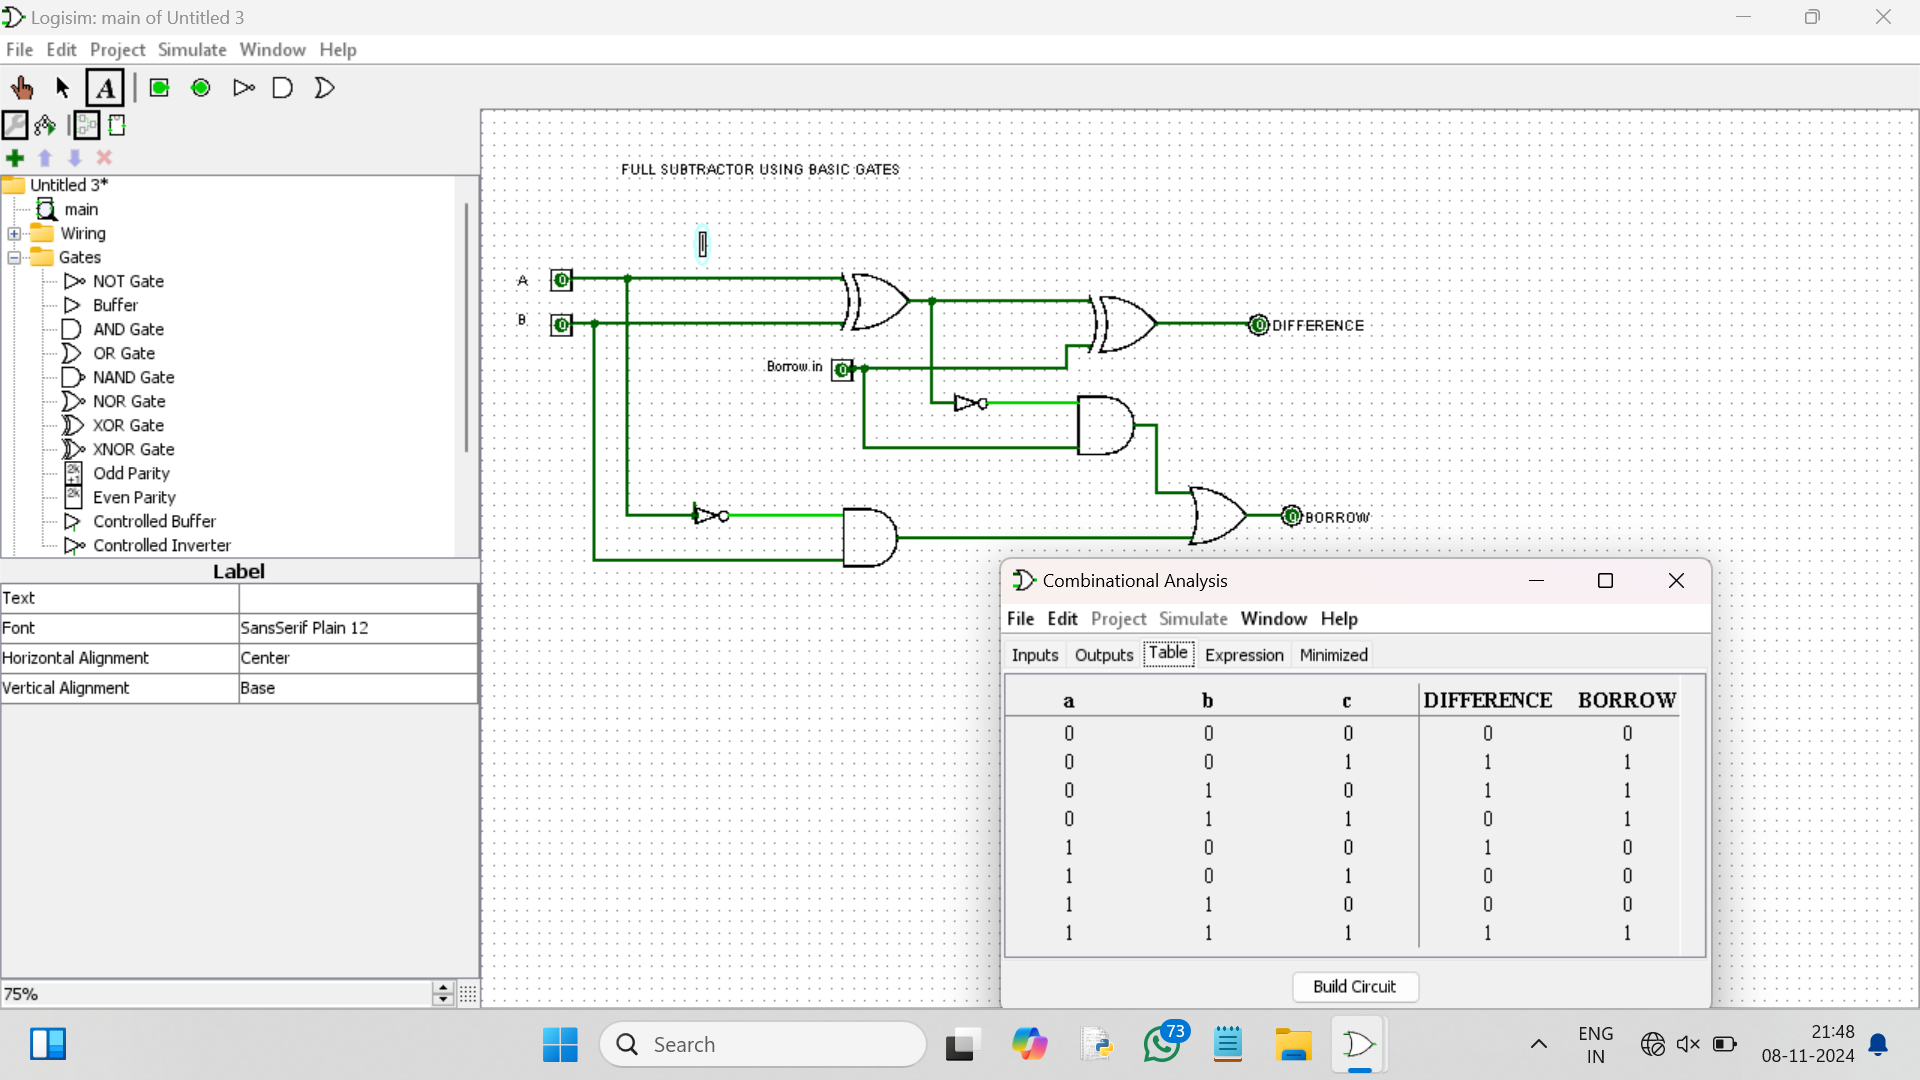 Logisim: main of Untitled 3
File Edit Project Simulate Window Help
A
Untitled 3*
main
Wiring
Gates
NOT Gate
Buffer
AND Gate
OR Gate
NAND Gate
NOR Gate
XOR Gate
XNOR Gate
2k+1 Odd Parity
2k Even Parity
Controlled Buffer
Controlled Inverter
Label
Text
Font SansSerif Plain 12
Horizontal Alignment Center
Vertical Alignment Base
75%
FULL SUBTRACTOR USING BASIC GATES
A 0
B 0
Borrow in 0
0 DIFFERENCE
0 BORROW
Combinational Analysis
File Edit Project Simulate Window Help
Inputs Outputs Table Expression Minimized
a b c DIFFERENCE BORROW
0 0 0 0 0
0 0 1 1 1
0 1 0 1 1
0 1 1 0 1
1 0 0 1 0
1 0 1 0 0
1 1 0 0 0
1 1 1 1 1
Build Circuit
Search
73
ENG
IN
21:48
08-11-2024